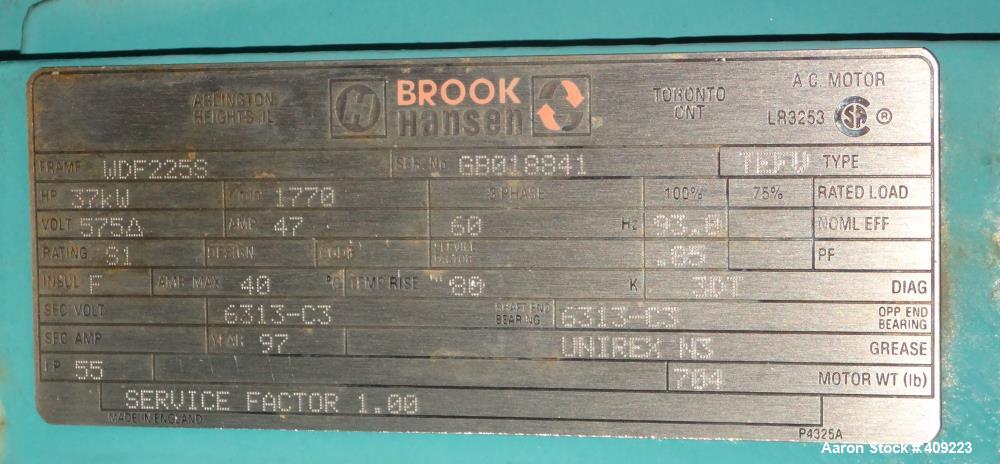 ARLINGTON HEIGHTS IL
BROOK
Hansen
TORONTO ONT
A.C. MOTOR
LR3253 ®
FRAME WDF225S SER. No GB018841 TEFV TYPE
HP 37kW 1770 3 PHASE 100% 75% RATED LOAD
VOLT 575Δ AMP 47 60 Hz 93.0 NOML EFF
RATING S1 DESIGN CODE SERVICE FACTOR .85 PF
INSUL F AMB MAX 40 °C TEMP RISE 80 K 3DT DIAG
SEC VOLT 6313-C3 SHAFT END BEARING 6313-C3 OPP END BEARING
SEC AMP YEAR 97 UNIREX N3 GREASE
I P 55 704 MOTOR WT (lb)
SERVICE FACTOR 1.00
MADE IN ENGLAND P4325A
Aaron Stock #409223